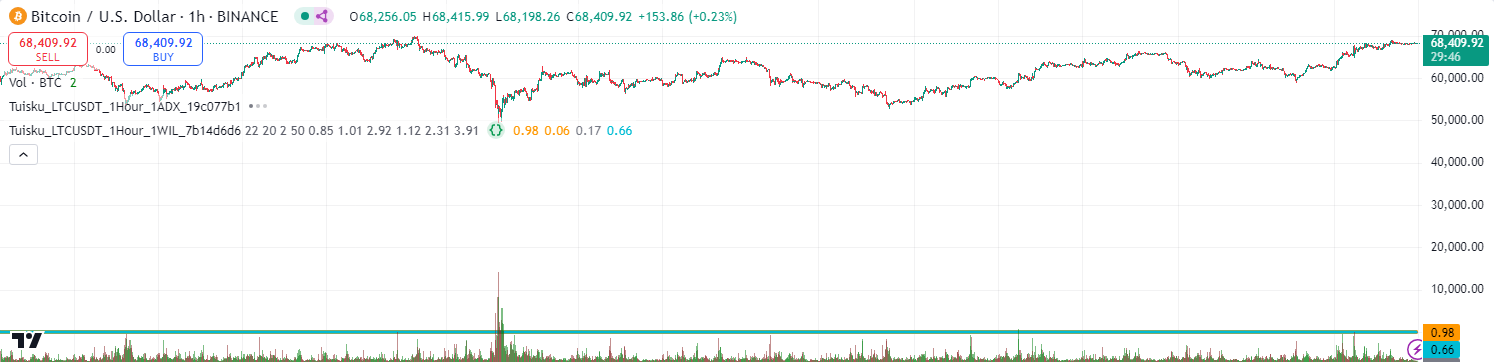 Bitcoin / U.S. Dollar · 1h · BINANCE O68,256.05 H68,415.99 L68,198.26 C68,409.92 +153.86 (+0.23%)
68,409.92 SELL 0.00 68,409.92 BUY
Vol · BTC 2
Tuisku_LTCUSDT_1Hour_1ADX_19c077b1
Tuisku_LTCUSDT_1Hour_1WIL_7b14d6d6 22 20 2 50 0.85 1.01 2.92 1.12 2.31 3.91 {} 0.98 0.06 0.17 0.66
70,000.00
68,409.92
29:46
60,000.00
50,000.00
40,000.00
30,000.00
20,000.00
10,000.00
0.98
0.66